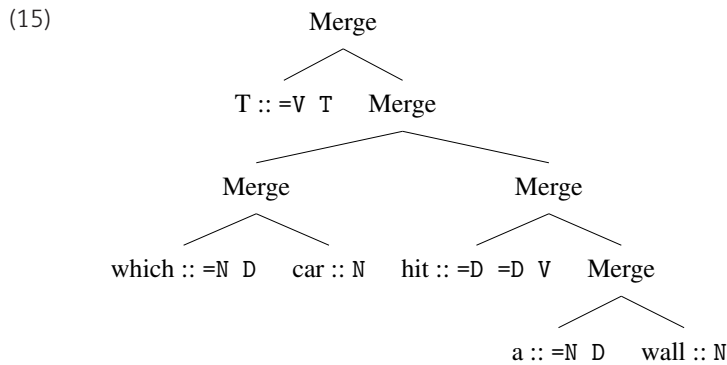 (15) Merge
T :: =V T Merge
Merge Merge
which :: =N D car :: N hit :: =D =D V Merge
a :: =N D wall :: N